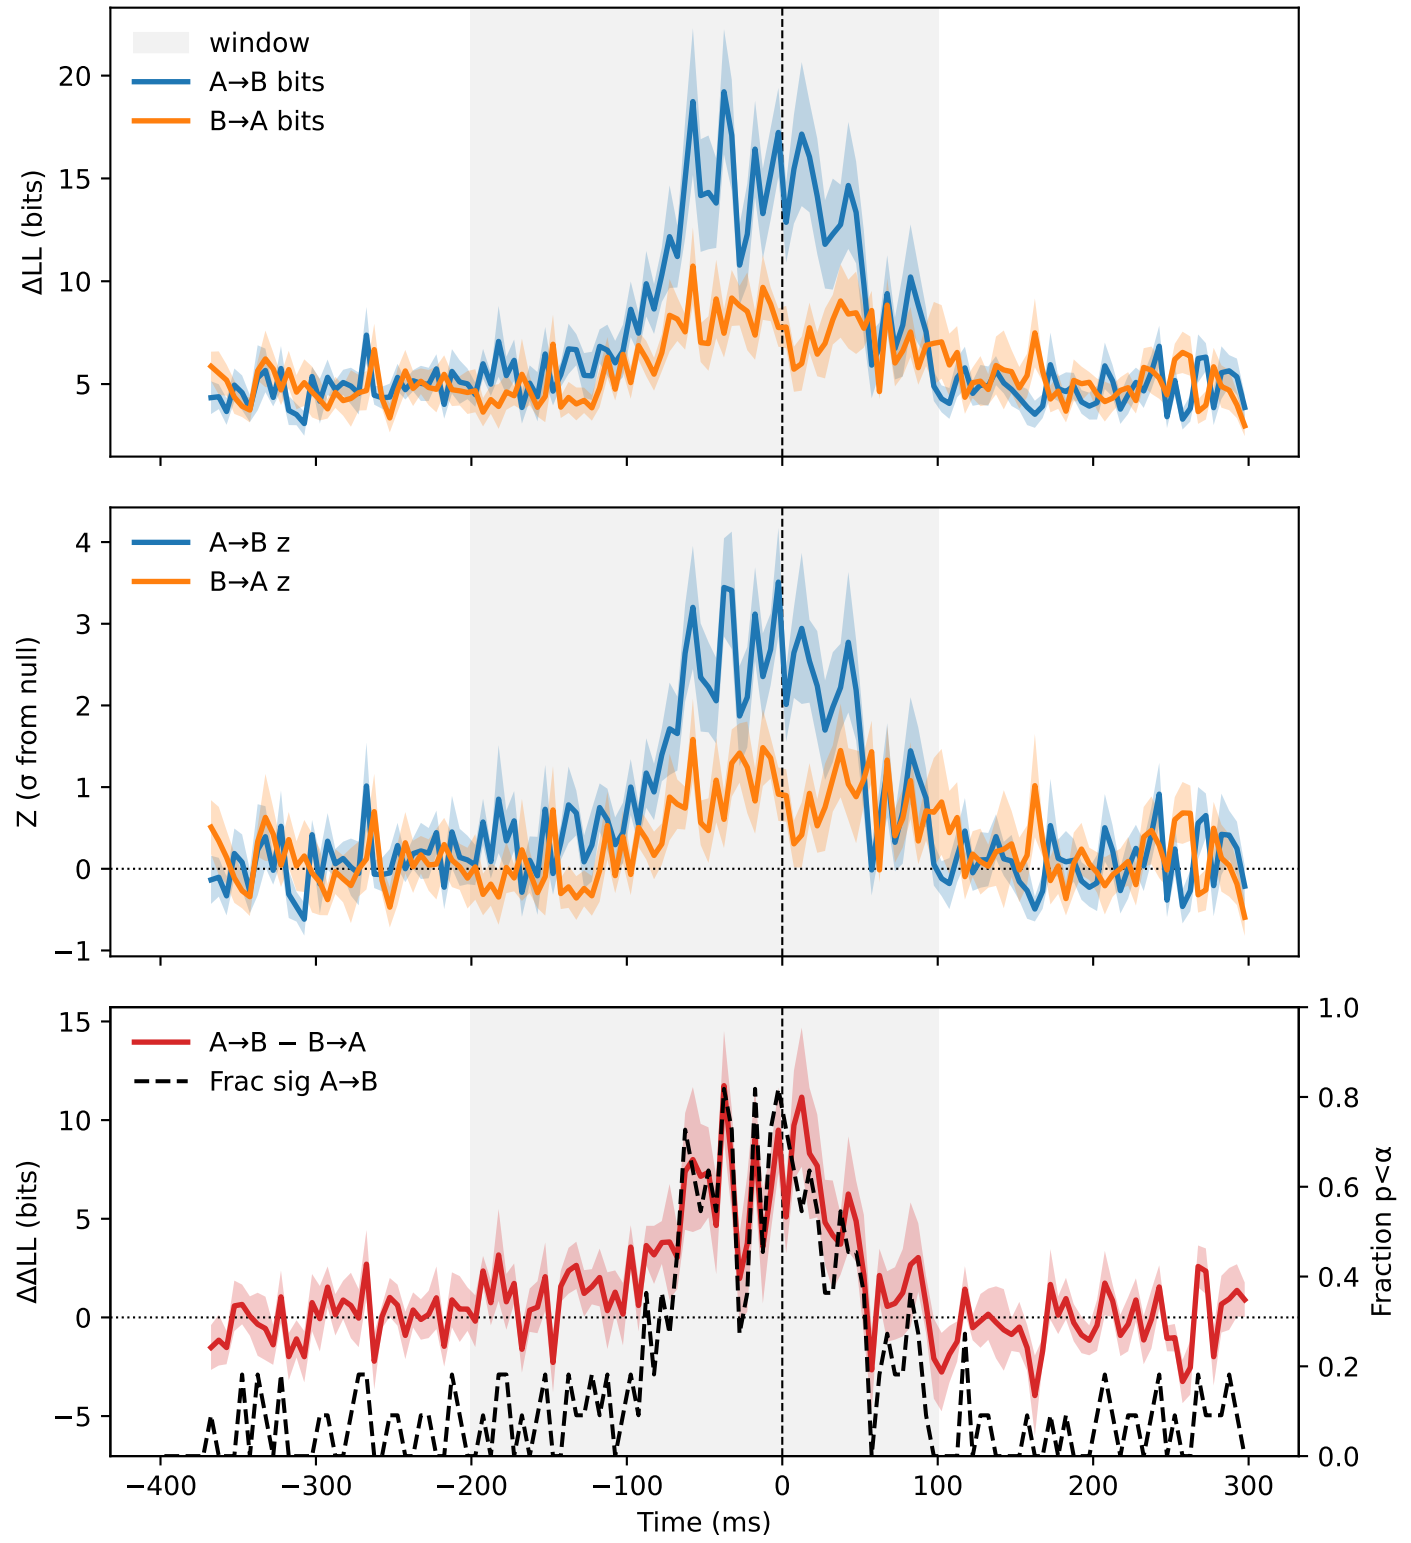 window
A→B bits
B→A bits
20
15
10
5
ΔLL (bits)
A→B z
B→A z
4
3
2
1
0
−1
Z (σ from null)
A→B − B→A
Frac sig A→B
15
10
5
0
−5
ΔΔLL (bits)
1.0
0.8
0.6
0.4
0.2
0.0
Fraction p<α
−400 −300 −200 −100 0 100 200 300
Time (ms)